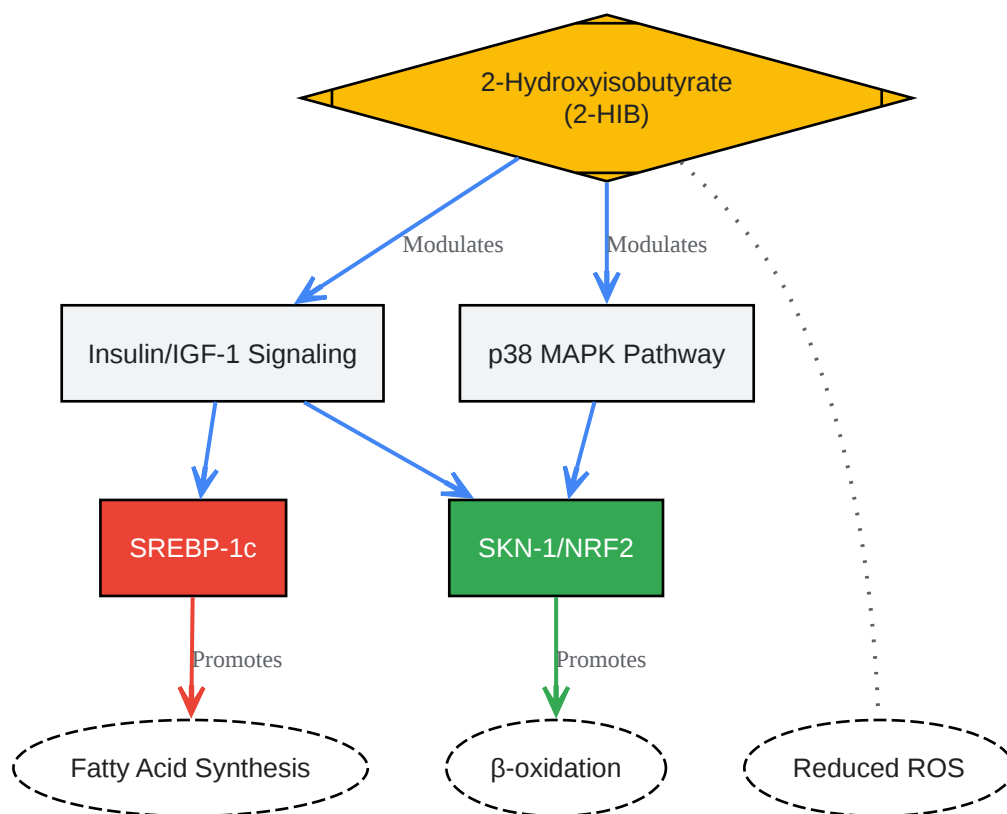 2-Hydroxyisobutyrate
(2-HIB)
Modulates
Modulates
Insulin/IGF-1 Signaling
p38 MAPK Pathway
SREBP-1c
SKN-1/NRF2
Promotes
Promotes
Fatty Acid Synthesis
β-oxidation
Reduced ROS